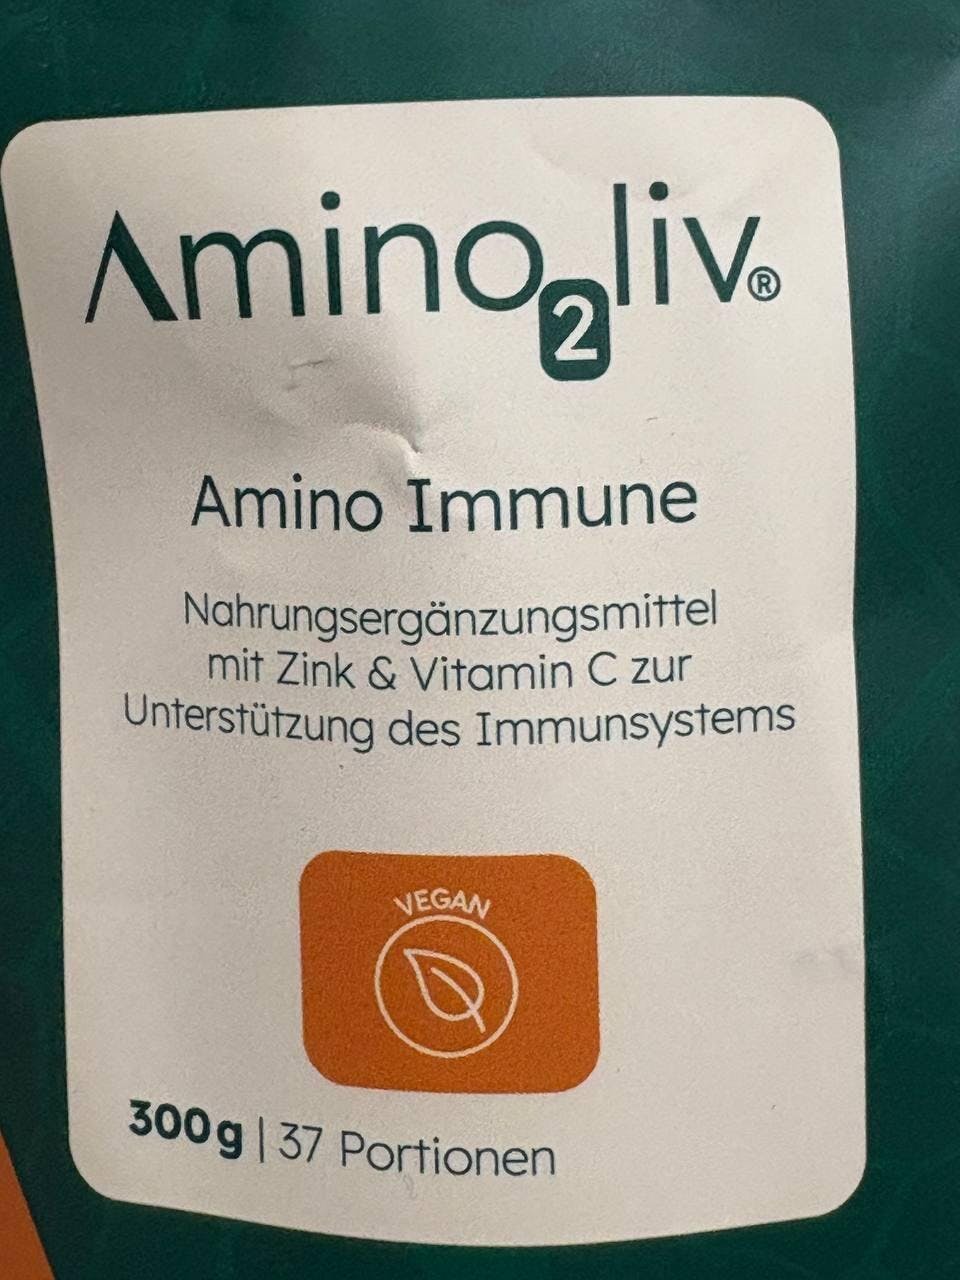 Amino2liv®
Amino Immune
Nahrungsergänzungsmittel
mit Zink & Vitamin C zur
Unterstützung des Immunsystems
VEGAN
300g | 37 Portionen